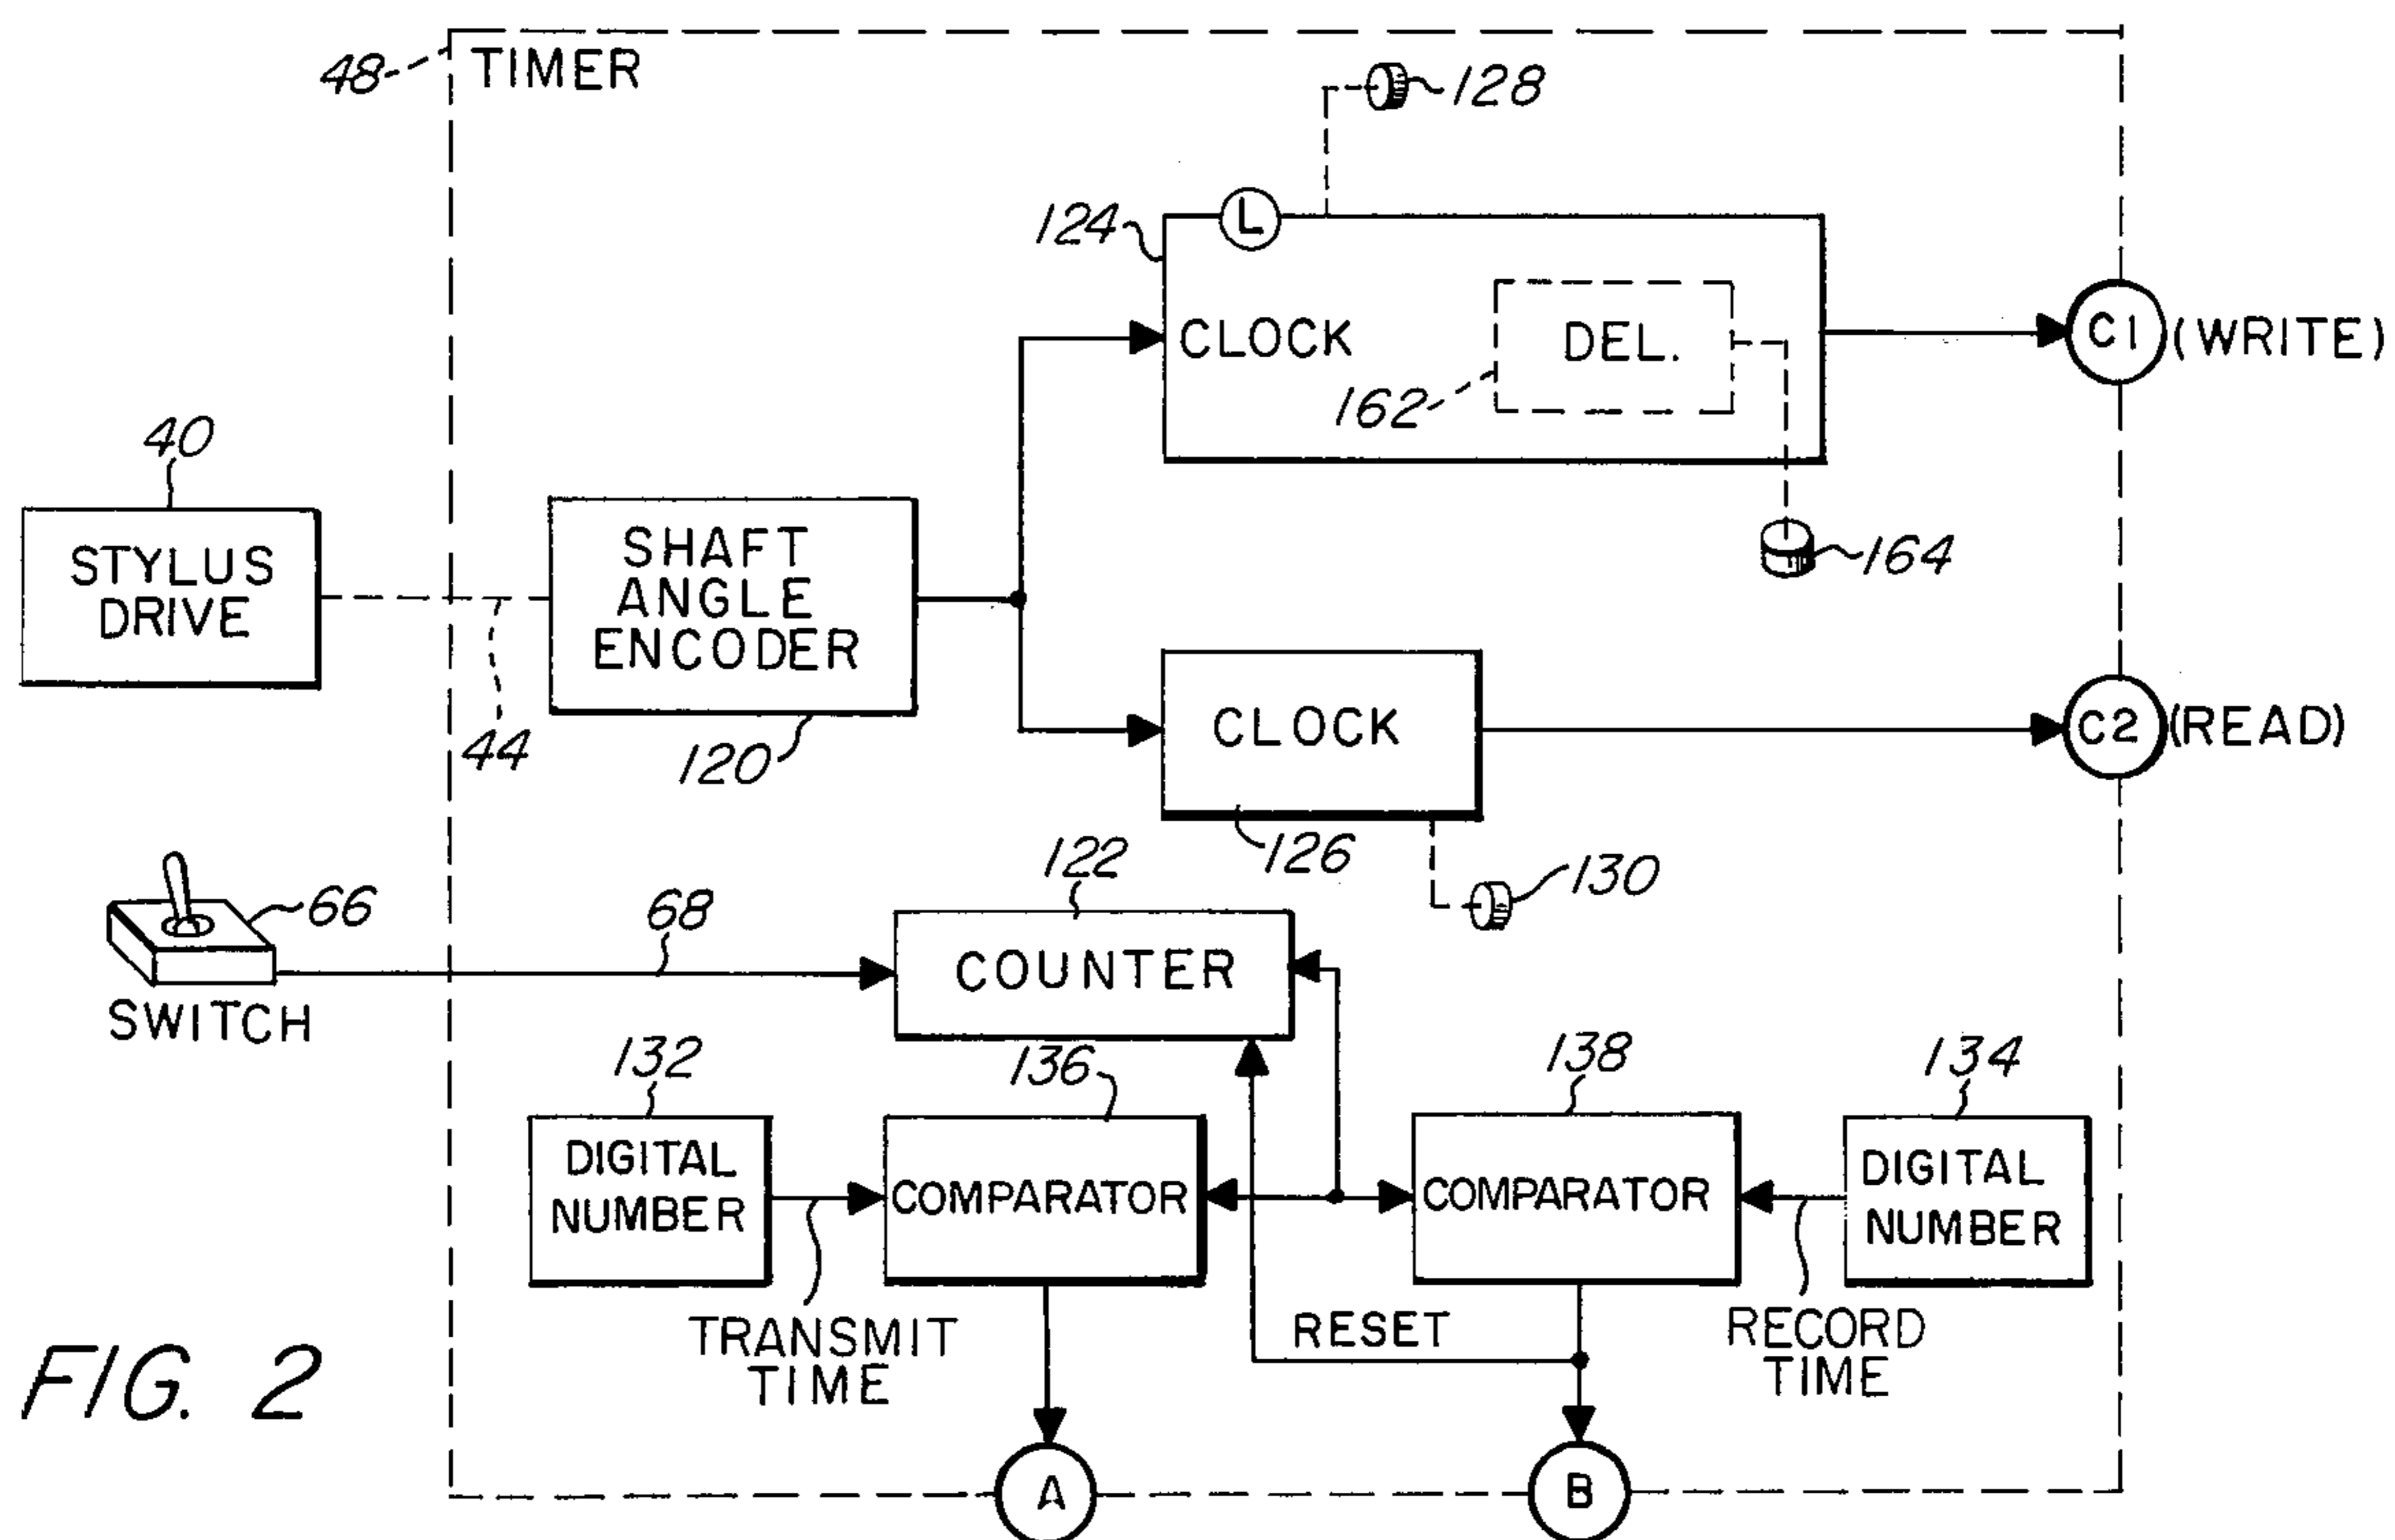 48
TIMER
128
124
L
CLOCK
DEL.
162
C1 (WRITE)
164
40
STYLUS
DRIVE
44
SHAFT
ANGLE
ENCODER
120
CLOCK
126
C2 (READ)
130
66
SWITCH
68
122
COUNTER
132
DIGITAL
NUMBER
136
COMPARATOR
138
COMPARATOR
134
DIGITAL
NUMBER
TRANSMIT
TIME
RESET
RECORD
TIME
A
B
FIG. 2